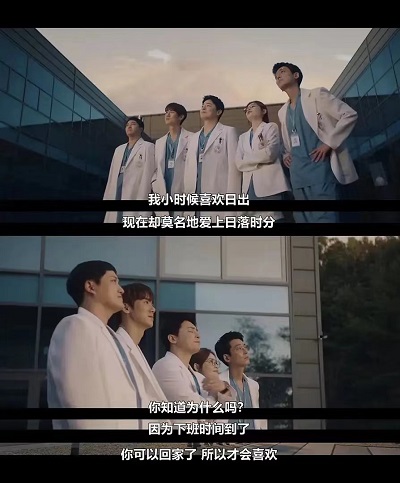 我小时候喜欢日出
现在却莫名地爱上日落时分
你知道为什么吗?
因为下班时间到了
你可以回家了 所以才会喜欢